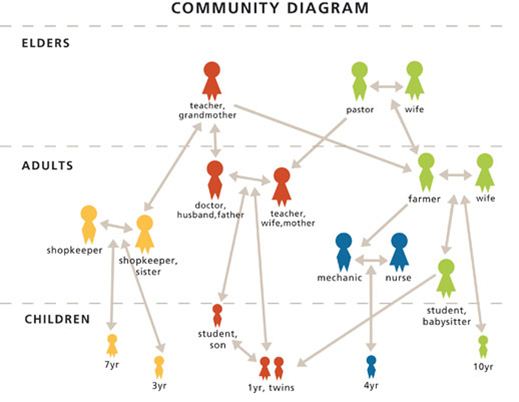 COMMUNITY DIAGRAM
ELDERS
teacher,
grandmother
pastor
wife
ADULTS
doctor,
husband,father
teacher,
wife,mother
farmer
wife
shopkeeper
shopkeeper,
sister
mechanic
nurse
student,
babysitter
CHILDREN
student,
son
7yr
3yr
1yr, twins
4yr
10yr